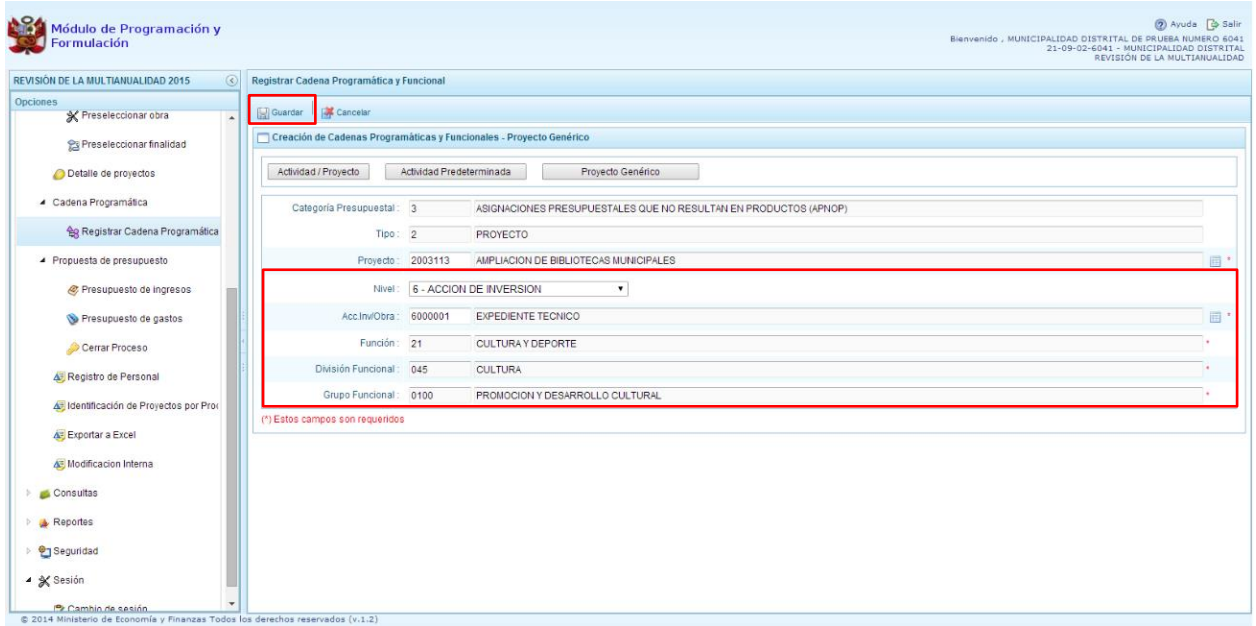 Módulo de Programación y
Formulación
Ayuda Salir
Bienvenido , MUNICIPALIDAD DISTRITAL DE PRUEBA NUMERO 6041
21-09-02-6041 - MUNICIPALIDAD DISTRITAL
REVISIÓN DE LA MULTIANUALIDAD
REVISIÓN DE LA MULTIANUALIDAD 2015
Opciones
Preseleccionar obra
Preseleccionar finalidad
Detalle de proyectos
Cadena Programática
Registrar Cadena Programática
Propuesta de presupuesto
Presupuesto de ingresos
Presupuesto de gastos
Cerrar Proceso
Registro de Personal
Identificación de Proyectos por Pro
Exportar a Excel
Modificacion Interna
Consultas
Reportes
Seguridad
Sesión
Cambio de sesión
Registrar Cadena Programática y Funcional
Guardar Cancelar
Creación de Cadenas Programáticas y Funcionales - Proyecto Genérico
Actividad / Proyecto Actividad Predeterminada Proyecto Genérico
Categoría Presupuestal : 3 ASIGNACIONES PRESUPUESTALES QUE NO RESULTAN EN PRODUCTOS (APNOP)
Tipo : 2 PROYECTO
Proyecto : 2003113 AMPLIACION DE BIBLIOTECAS MUNICIPALES *
Nivel : 6 - ACCION DE INVERSION
Acc.Inv/Obra : 6000001 EXPEDIENTE TECNICO *
Función : 21 CULTURA Y DEPORTE *
División Funcional : 045 CULTURA *
Grupo Funcional : 0100 PROMOCION Y DESARROLLO CULTURAL *
(*) Estos campos son requeridos
© 2014 Ministerio de Economía y Finanzas Todos los derechos reservados (v.1.2)